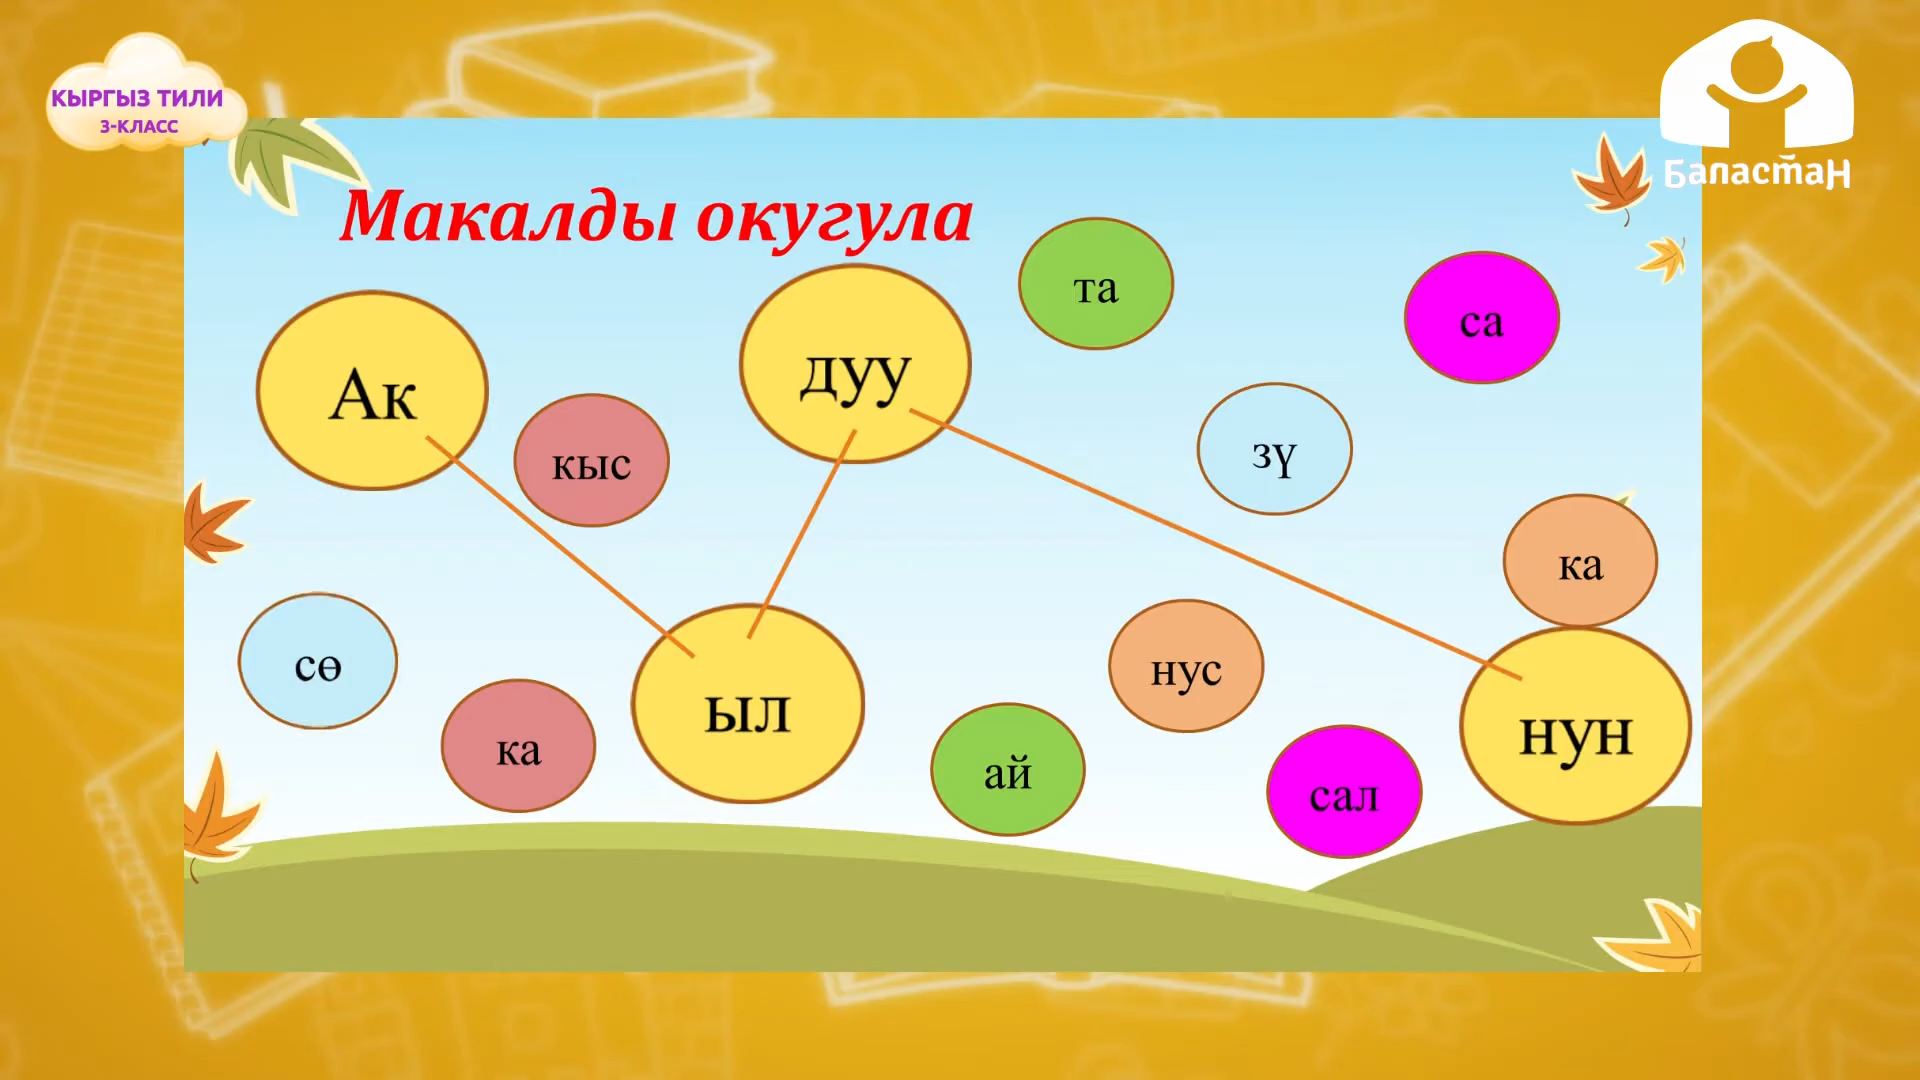 КЫРГЫЗ ТИЛИ
3-КЛАСС
Баластан
Макалды окугула
та
са
Ак
дуу
кыс
зү
ка
сө
нус
ка
ыл
ай
сал
нун